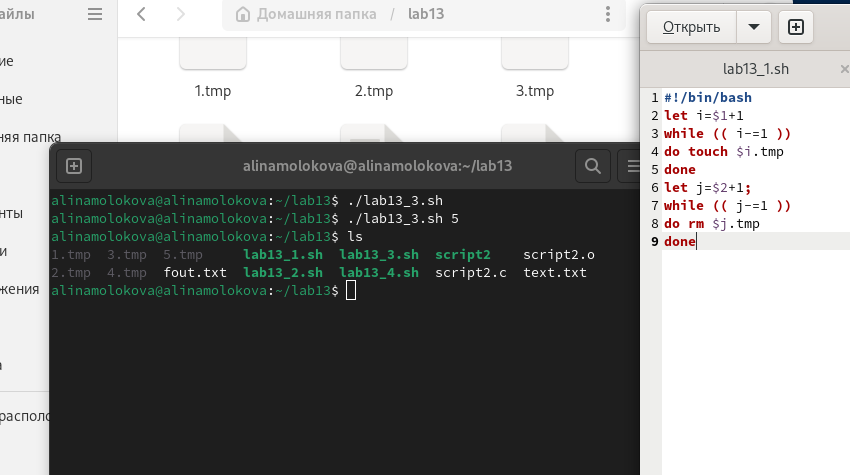 айлы
Домашняя папка / lab13
Открыть
ие
ные
няя папка
нты
и
жения
а
располо
1.tmp 2.tmp 3.tmp
alinamolokova@alinamolokova:~/lab13
alinamolokova@alinamolokova:~/lab13$ ./lab13_3.sh
alinamolokova@alinamolokova:~/lab13$ ./lab13_3.sh 5
alinamolokova@alinamolokova:~/lab13$ ls
1.tmp 3.tmp 5.tmp lab13_1.sh lab13_3.sh script2 script2.o
2.tmp 4.tmp fout.txt lab13_2.sh lab13_4.sh script2.c text.txt
alinamolokova@alinamolokova:~/lab13$
lab13_1.sh
1 #!/bin/bash
2 let i=$1+1
3 while (( i-=1 ))
4 do touch $i.tmp
5 done
6 let j=$2+1;
7 while (( j-=1 ))
8 do rm $j.tmp
9 done